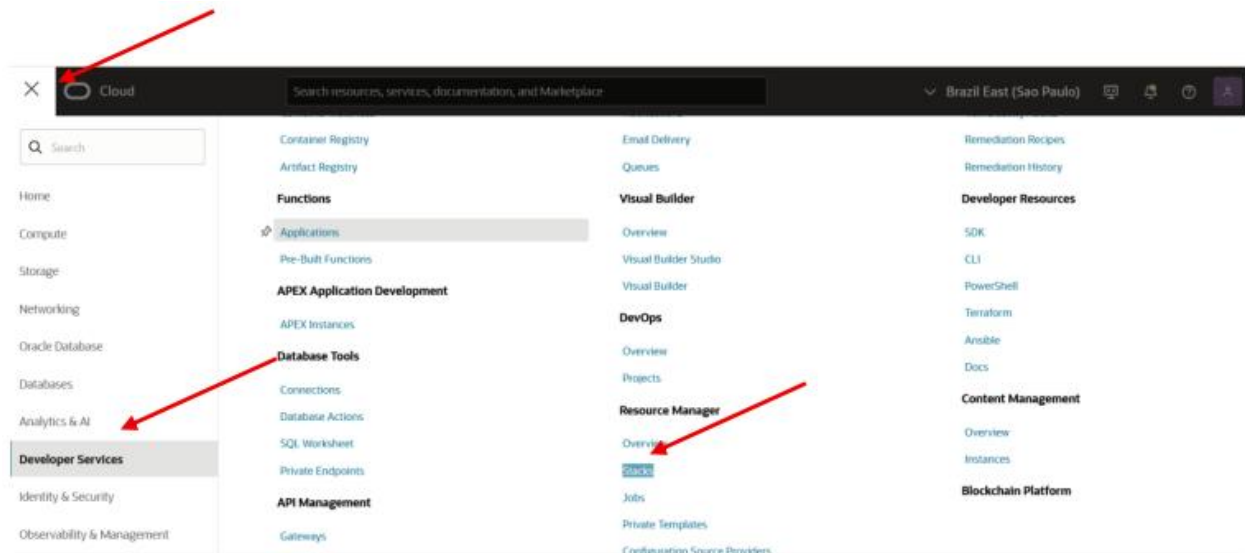 Cloud
Search resources, services, documentation, and Marketplace
Brazil East (Sao Paulo)
Search
Home
Compute
Storage
Networking
Oracle Database
Databases
Analytics & AI
Developer Services
Identity & Security
Observability & Management
Container Registry
Artifact Registry
Functions
Applications
Pre-Built Functions
APEX Application Development
APEX Instances
Database Tools
Connections
Database Actions
SQL Worksheet
Private Endpoints
API Management
Gateways
Email Delivery
Queues
Visual Builder
Overview
Visual Builder Studio
Visual Builder
DevOps
Overview
Projects
Resource Manager
Overview
Stacks
Jobs
Private Templates
Configuration Source Providers
Remediation Recipes
Remediation History
Developer Resources
SDK
CLI
PowerShell
Terraform
Ansible
Docs
Content Management
Overview
Instances
Blockchain Platform